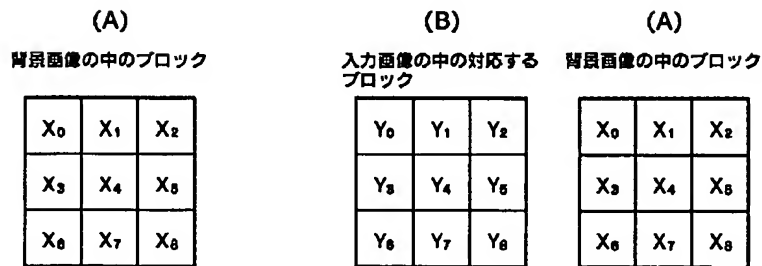 (A)
背景画像の中のブロック
X₀ X₁ X₂
X₃ X₄ X₅
X₆ X₇ X₈
(B)
入力画像の中の対応する
ブロック
Y₀ Y₁ Y₂
Y₃ Y₄ Y₅
Y₆ Y₇ Y₈
(A)
背景画像の中のブロック
X₀ X₁ X₂
X₃ X₄ X₅
X₆ X₇ X₈